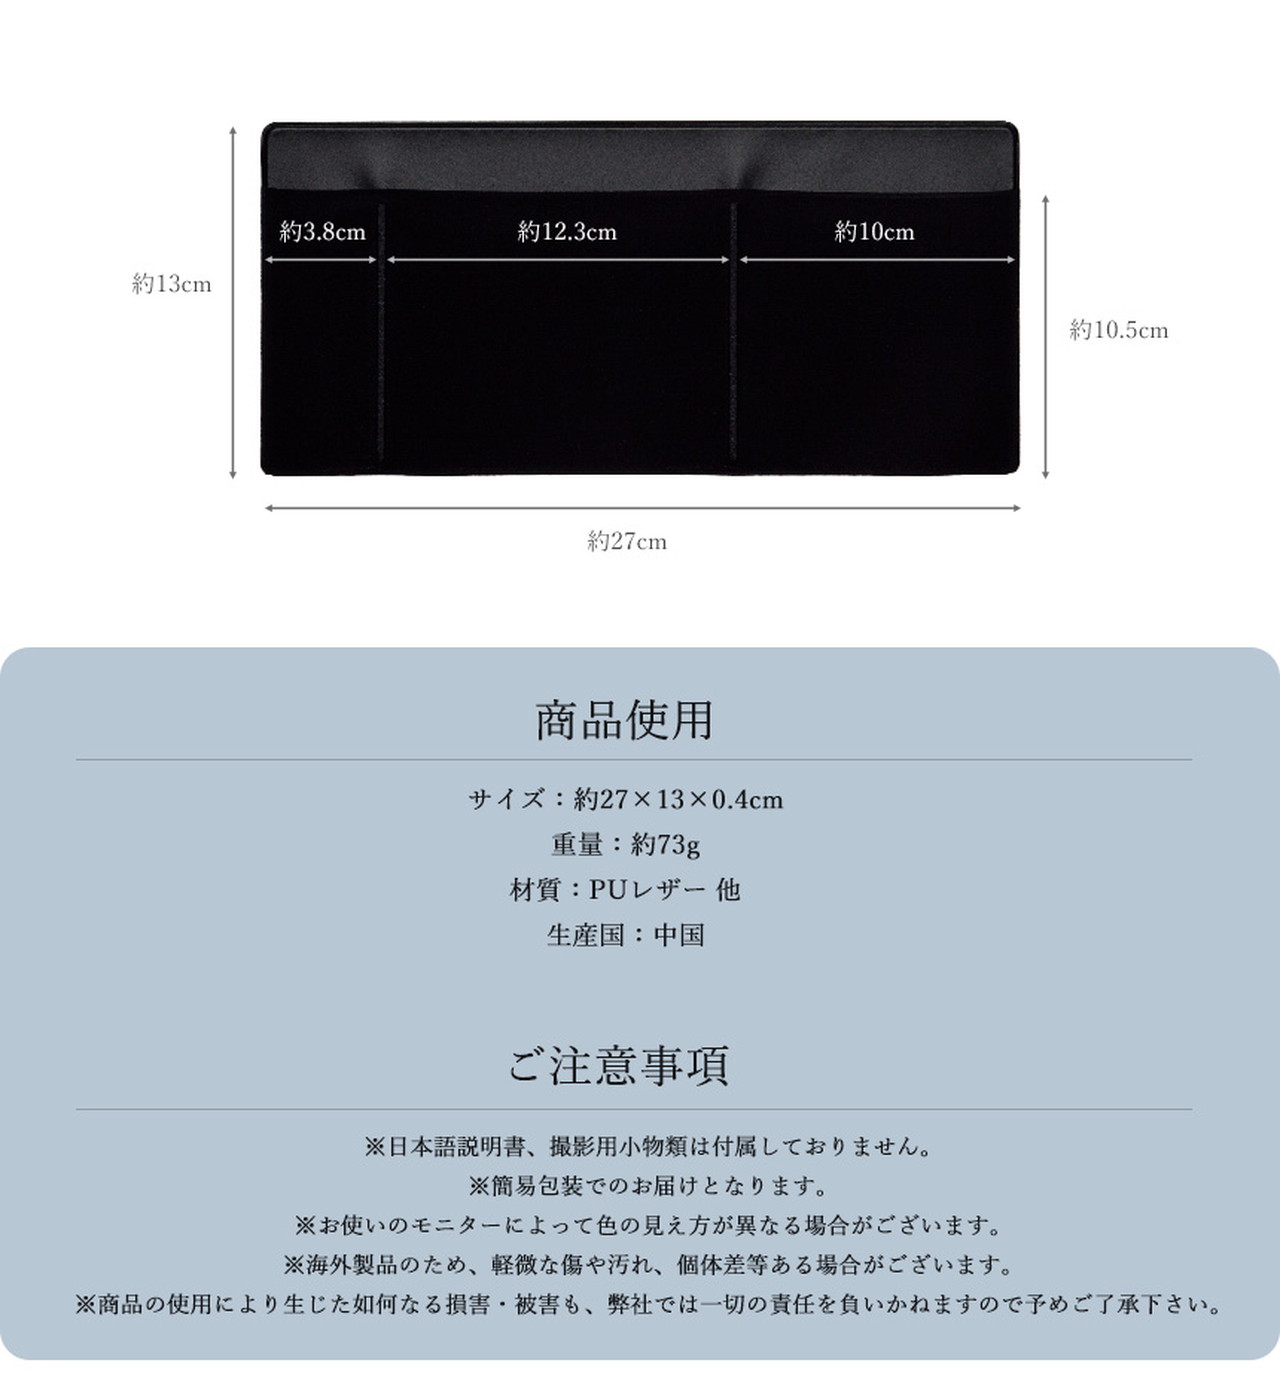 約3.8cm
約12.3cm
約10cm
約13cm
約10.5cm
約27cm
商品使用
サイズ：約27×13×0.4cm
重量：約73g
材質：PUレザー 他
生産国：中国
ご注意事項
※日本語説明書、撮影用小物類は付属しておりません。
※簡易包装でのお届けとなります。
※お使いのモニターによって色の見え方が異なる場合がございます。
※海外製品のため、軽微な傷や汚れ、個体差等ある場合がございます。
※商品の使用により生じた如何なる損害・被害も、弊社では一切の責任を負いかねますので予めご了承下さい。